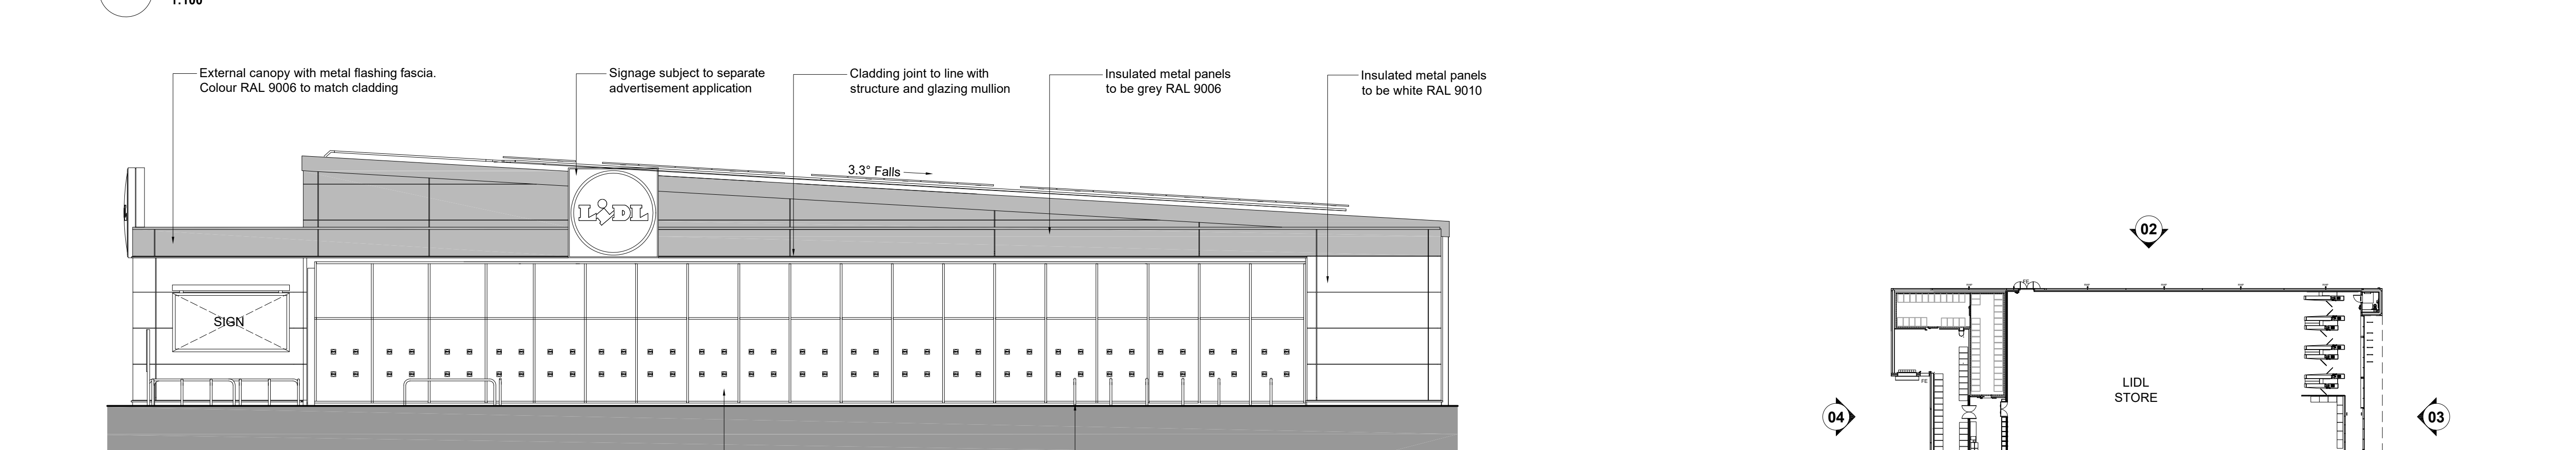 1:100
External canopy with metal flashing fascia.
Colour RAL 9006 to match cladding
Signage subject to separate
advertisement application
Cladding joint to line with
structure and glazing mullion
Insulated metal panels
to be grey RAL 9006
Insulated metal panels
to be white RAL 9010
3.3° Falls
LIDL
SIGN
02
FE
LIDL
STORE
04
03